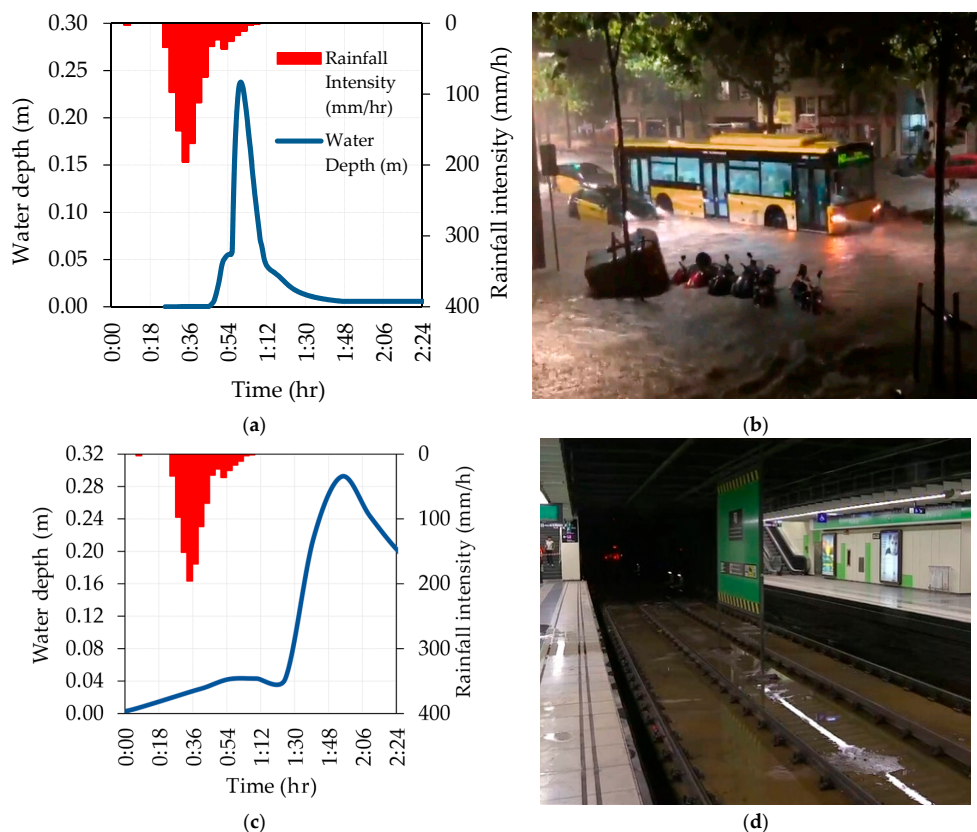 0.30
0.25
0.20
0.15
0.10
0.05
0.00
Water depth (m)
0
100
200
300
400
Rainfall intensity (mm/h)
Rainfall
Intensity
(mm/hr)
Water
Depth (m)
0:00
0:18
0:36
0:54
1:12
1:30
1:48
2:06
2:24
Time (hr)
(a)
(b)
0.32
0.28
0.24
0.20
0.16
0.12
0.08
0.04
0.00
Water depth (m)
0
100
200
300
400
Rainfall intensity (mm/h)
0:00
0:18
0:36
0:54
1:12
1:30
1:48
2:06
2:24
Time (hr)
(c)
(d)